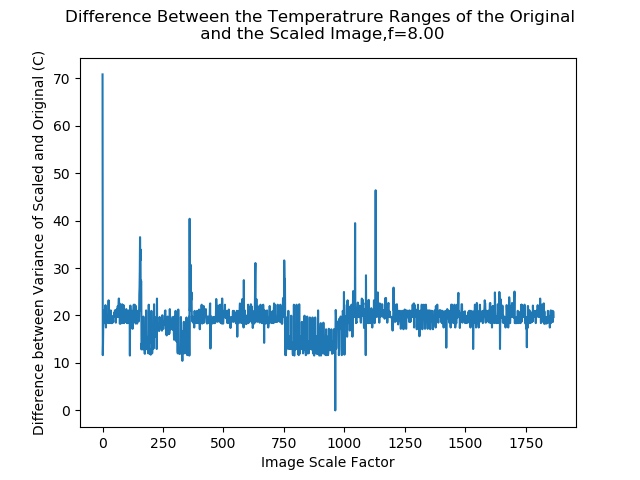 Difference Between the Temperatrure Ranges of the Original
and the Scaled Image,f=8.00
Difference between Variance of Scaled and Original (C)
70
60
50
40
30
20
10
0
0 250 500 750 1000 1250 1500 1750
Image Scale Factor